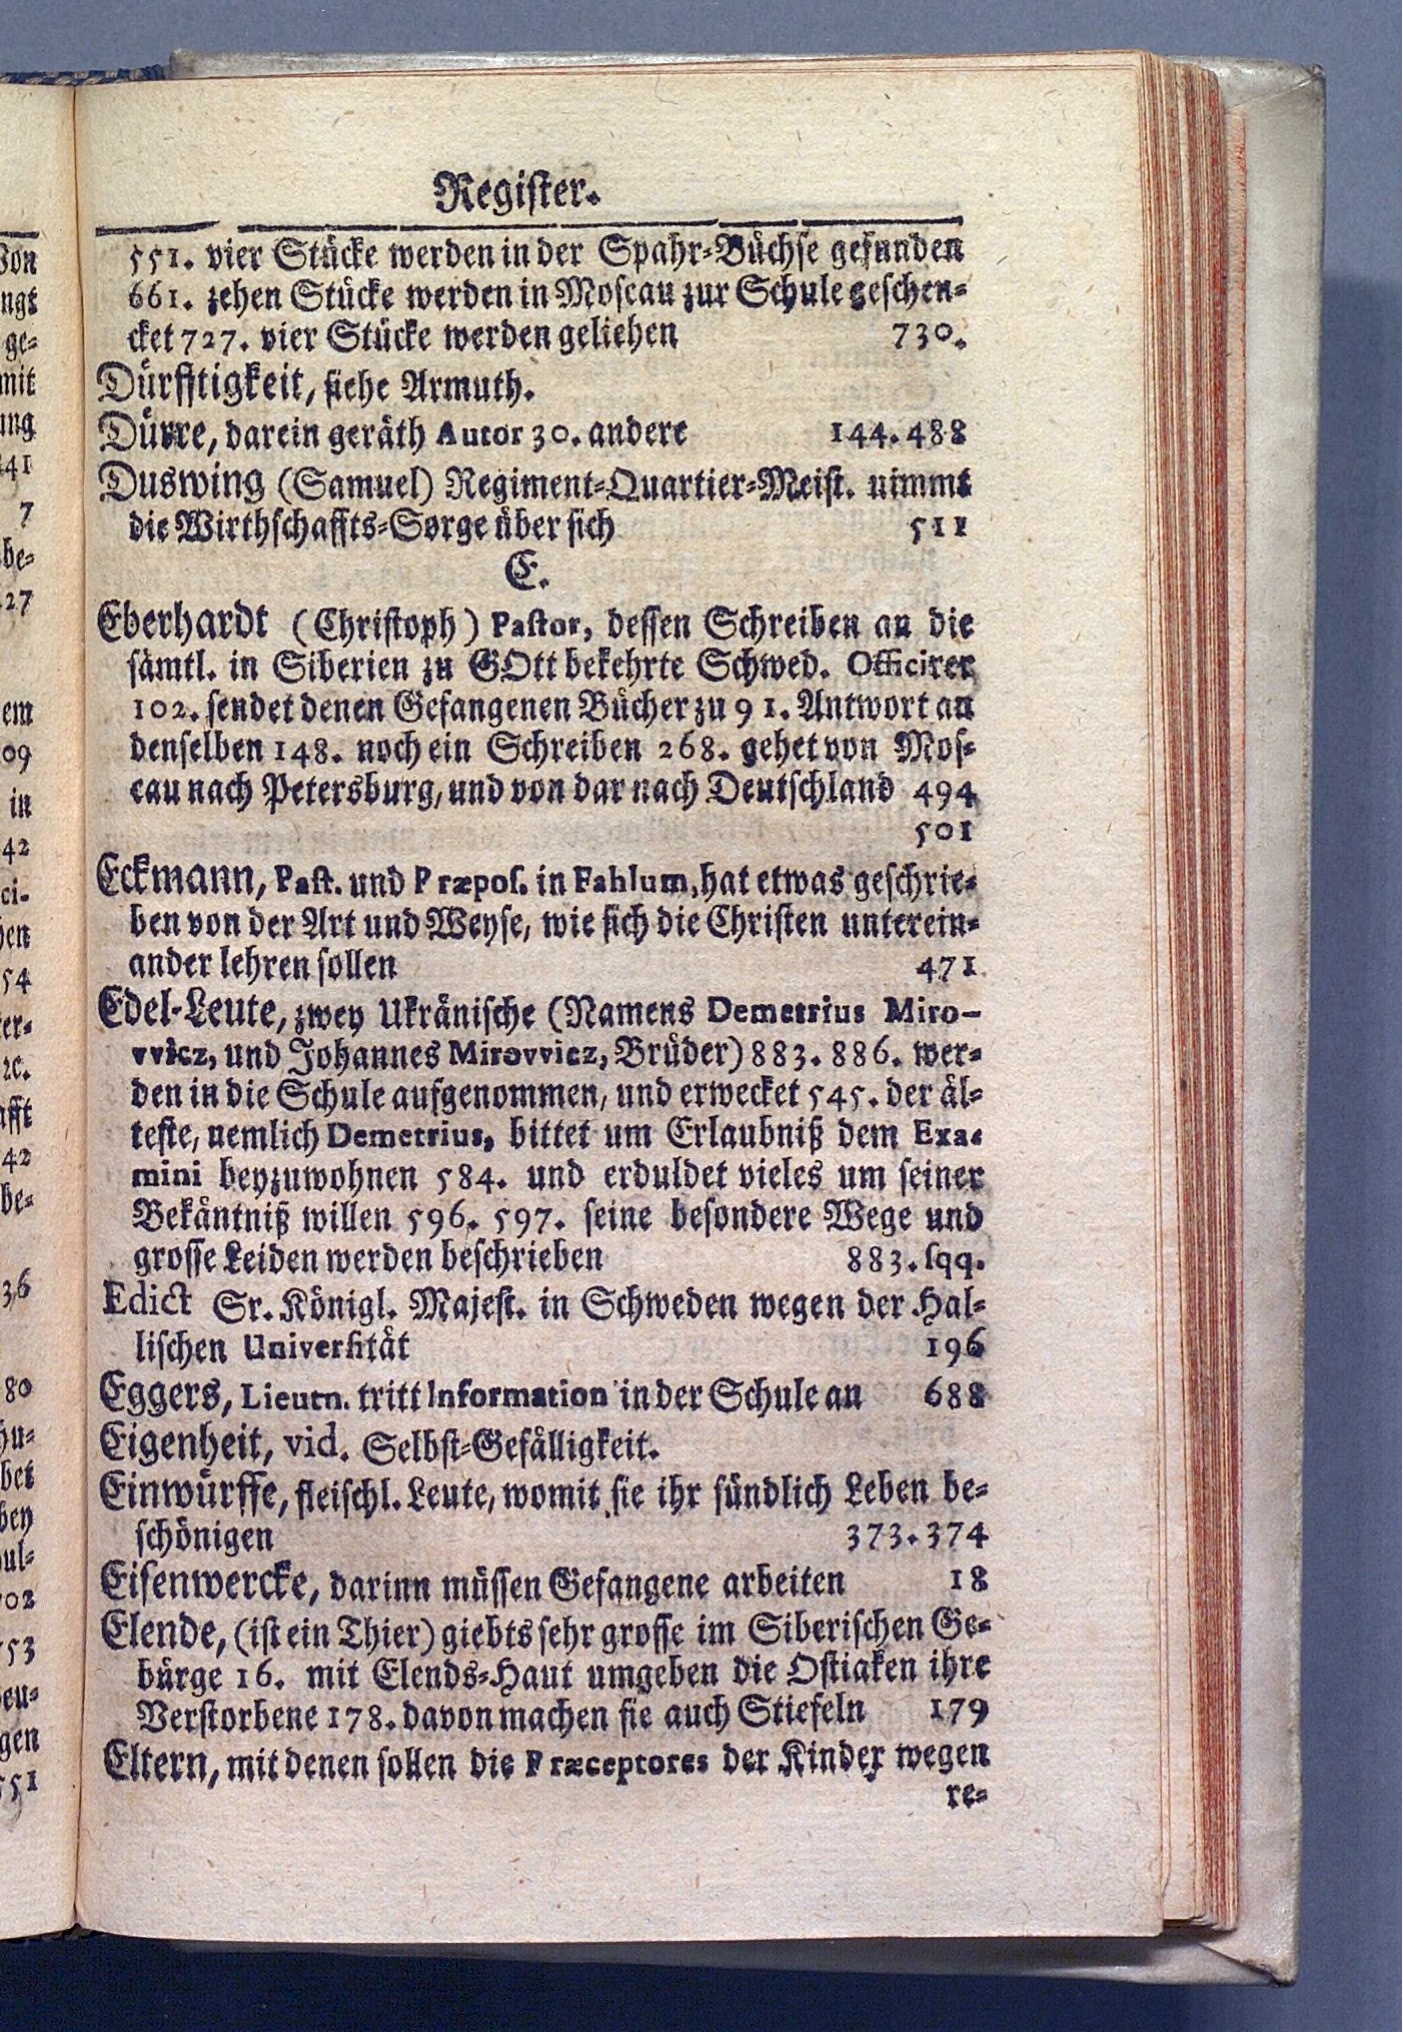 Register.
551. vier Stücke werden in der Spahr-Büchse gefunden
661. zehen Stücke werden in Moscau zur Schule geschen-
cket 727. vier Stücke werden geliehen 730.
Dürfftigkeit, siehe Armuth.
Dürre, darein geräth Autor 30. andere 144. 488
Duswing (Samuel) Regiment-Quartier-Meist. nimmt
die Wirthschaffts-Sorge über sich 511
E.
Eberhardt (Christoph) Pastor, dessen Schreiben an die
sämtl. in Siberien zu GOtt bekehrte Schwed. Officirer
102. sendet denen Gefangenen Bücher zu 91. Antwort an
denselben 148. noch ein Schreiben 268. gehet von Mos-
cau nach Petersburg, und von dar nach Deutschland 494
501
Eckmann, Past. und Præpos. in Fahlum, hat etwas geschrie-
ben von der Art und Weyse, wie sich die Christen unterein-
ander lehren sollen 471
Edel-Leute, zwey Ukränische (Namens Demetrius Miro-
vvicz, und Johannes Mirovvicz, Brüder) 883. 886. wer-
den in die Schule aufgenommen, und erwecket 545. der äl-
teste, nemlich Demetrius, bittet um Erlaubniß dem Exa-
mini beyzuwohnen 584. und erduldet vieles um seiner
Bekäntniß willen 596. 597. seine besondere Wege und
grosse Leiden werden beschrieben 883. sqq.
Edict Sr. Königl. Majest. in Schweden wegen der Hal-
lischen Universität 196
Eggers, Lieutn. tritt Information in der Schule an 688
Eigenheit, vid. Selbst-Gefälligkeit.
Einwürffe, fleischl. Leute, womit sie ihr sündlich Leben be-
schönigen 373. 374
Eisenwercke, darinn müssen Gefangene arbeiten 18
Elende, (ist ein Thier) giebts sehr grosse im Siberischen Ge-
bürge 16. mit Elends-Haut umgeben die Ostiaken ihre
Verstorbene 178. davon machen sie auch Stiefeln 179
Eltern, mit denen sollen die Præceptores der Kinder wegen
re-